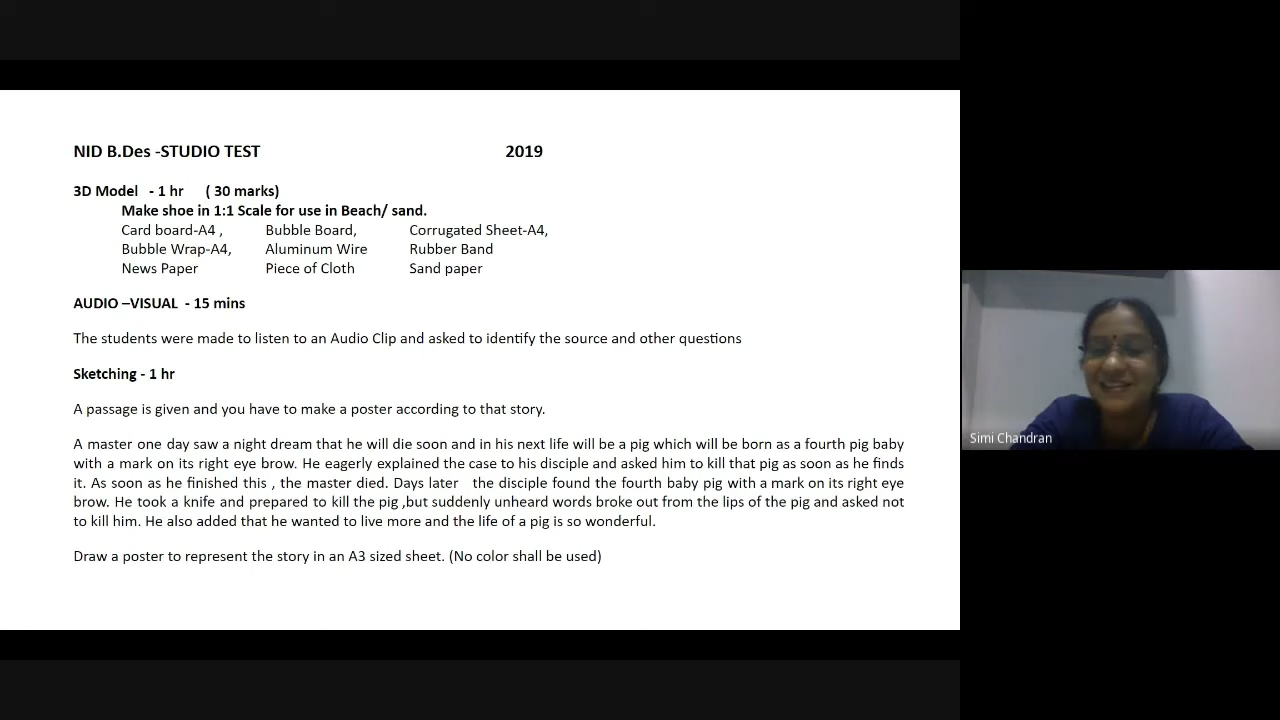 NID B.Des -STUDIO TEST 2019
3D Model - 1 hr ( 30 marks)
Make shoe in 1:1 Scale for use in Beach/ sand.
Card board-A4 , Bubble Board, Corrugated Sheet-A4,
Bubble Wrap-A4, Aluminum Wire Rubber Band
News Paper Piece of Cloth Sand paper
AUDIO –VISUAL - 15 mins
The students were made to listen to an Audio Clip and asked to identify the source and other questions
Sketching - 1 hr
A passage is given and you have to make a poster according to that story.
A master one day saw a night dream that he will die soon and in his next life will be a pig which will be born as a fourth pig baby
with a mark on its right eye brow. He eagerly explained the case to his disciple and asked him to kill that pig as soon as he finds
it. As soon as he finished this , the master died. Days later the disciple found the fourth baby pig with a mark on its right eye
brow. He took a knife and prepared to kill the pig ,but suddenly unheard words broke out from the lips of the pig and asked not
to kill him. He also added that he wanted to live more and the life of a pig is so wonderful.
Draw a poster to represent the story in an A3 sized sheet. (No color shall be used)
Simi Chandran